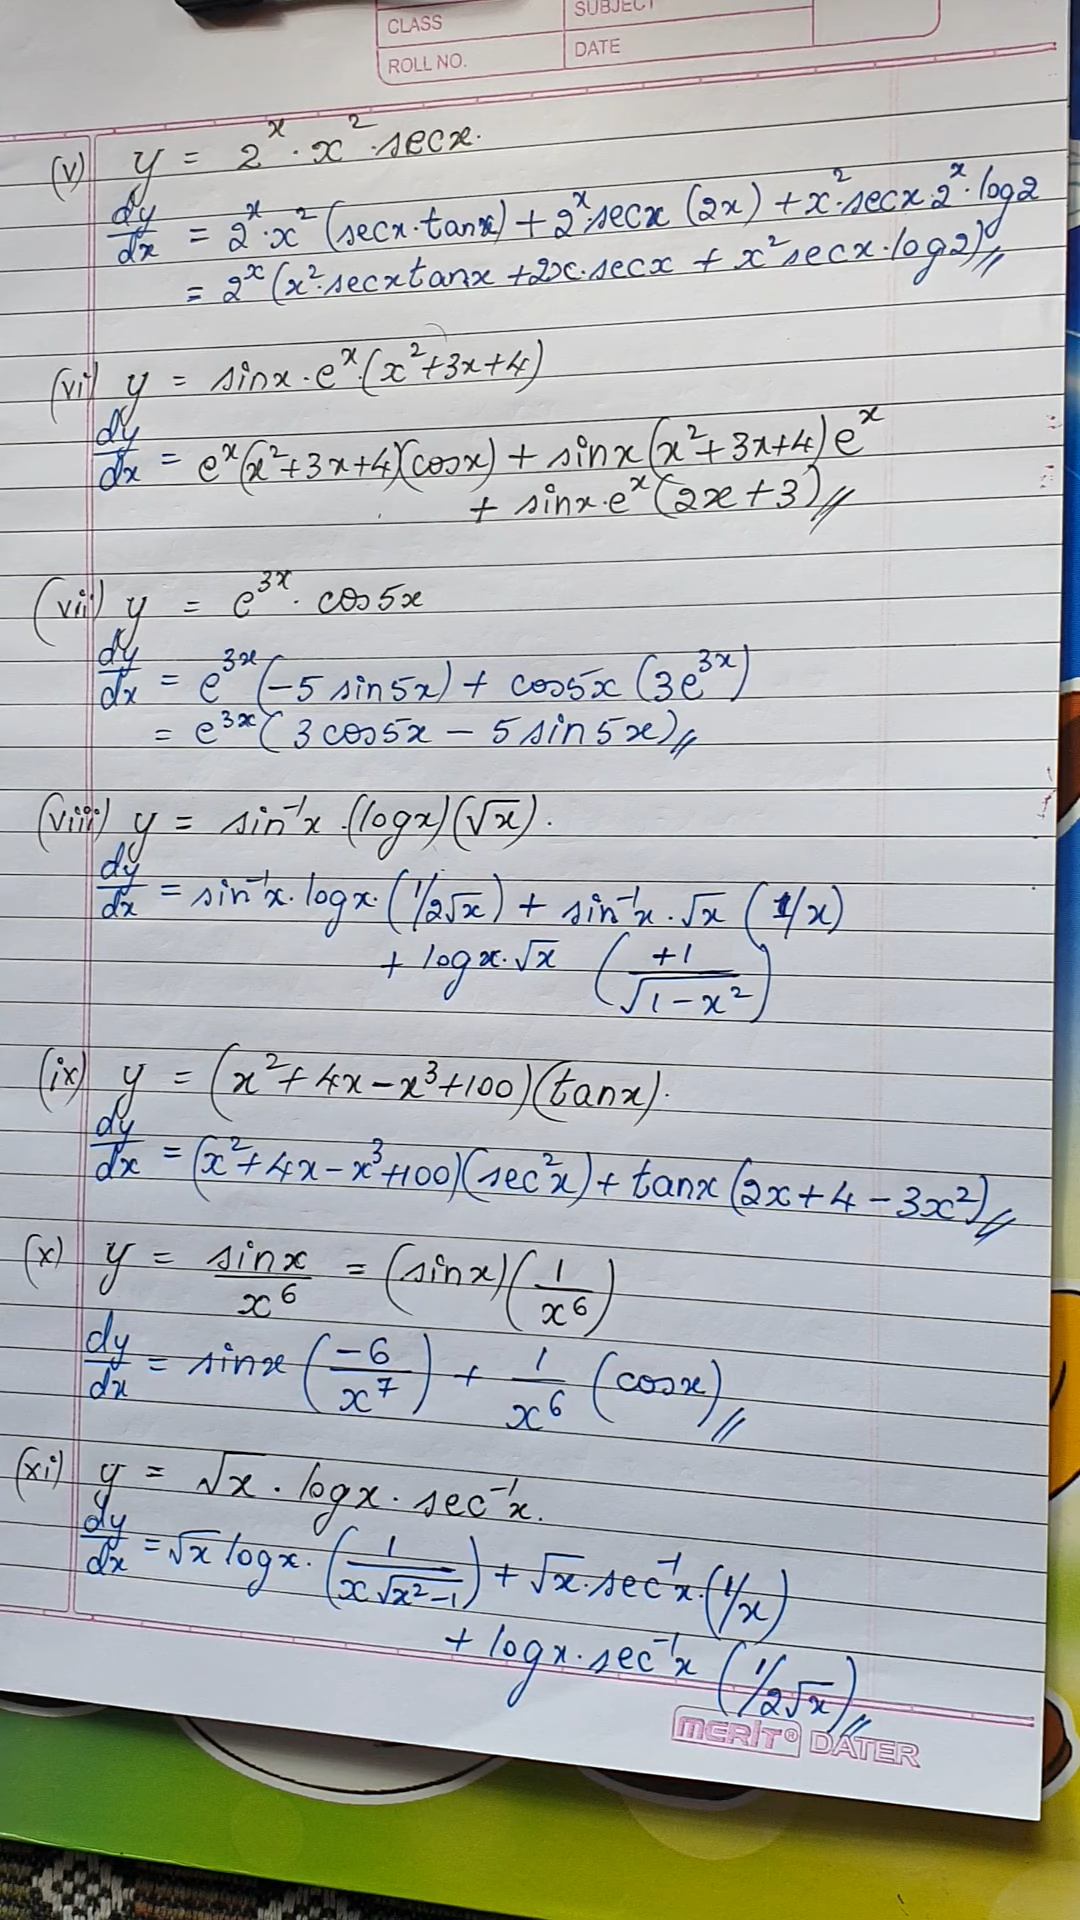 CLASS
SUBJECT
ROLL NO.
DATE
(v) y = 2^x · x^2 · secx.
dy/dx = 2^x · x^2 (secx · tanx) + 2^x · secx (2x) + x^2 · secx · 2^x · log2
= 2^x (x^2 · secx tanx + 2x · secx + x^2 secx · log2)//
(vi) y = sinx · e^x (x^2+3x+4)
dy/dx = e^x (x^2+3x+4)(cosx) + sinx (x^2+3x+4) e^x
+ sinx · e^x (2x+3)//
(vii) y = e^3x · cos5x
dy/dx = e^3x (-5 sin5x) + cos5x (3e^3x)
= e^3x (3cos5x - 5 sin5x)//
(viii) y = sin^-1 x · (logx)(√x).
dy/dx = sin^-1 x · logx · (1/2√x) + sin^-1 x · √x (1/x)
+ logx · √x (+1/√(1-x^2))
(ix) y = (x^2+4x-x^3+100)(tanx).
dy/dx = (x^2+4x-x^3+100)(sec^2 x) + tanx (2x+4-3x^2)//
(x) y = sinx/x^6 = (sinx)(1/x^6)
dy/dx = sinx (-6/x^7) + 1/x^6 (cosx)//
(xi) y = √x · logx · sec^-1 x.
dy/dx = √x logx · (1/x√(x^2-1)) + √x · sec^-1 x · (1/x)
+ logx · sec^-1 x (1/2√x)//
merit® DATER